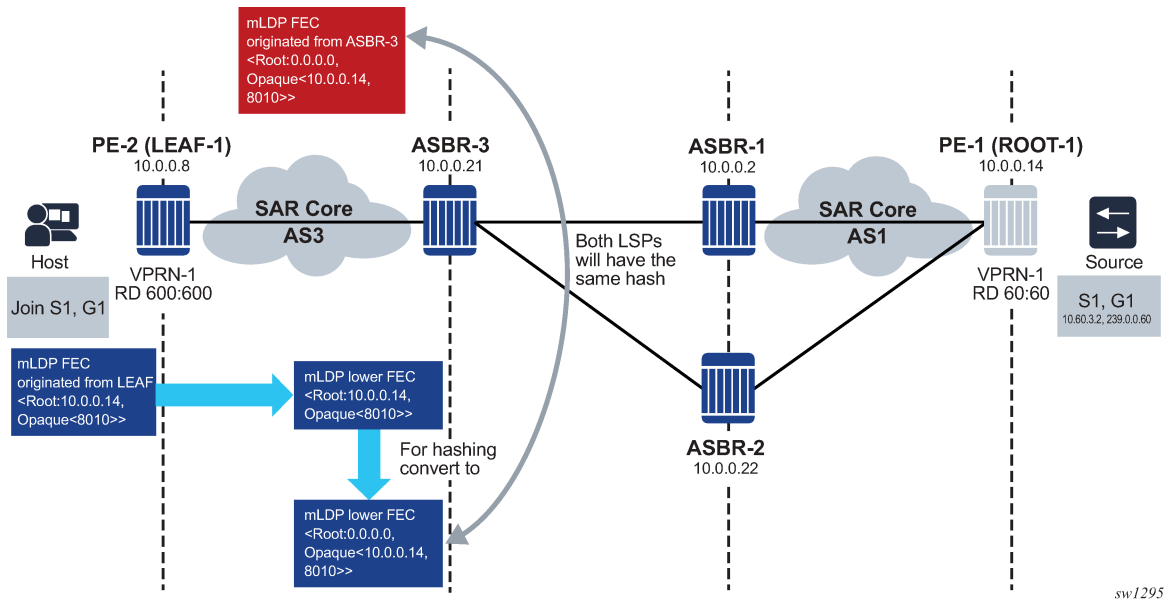 mLDP FEC
originated from ASBR-3
<Root:0.0.0.0,
Opaque<10.0.0.14,
8010>>
PE-2 (LEAF-1)
10.0.0.8
ASBR-3
10.0.0.21
ASBR-1
10.0.0.2
PE-1 (ROOT-1)
10.0.0.14
SAR Core
AS3
SAR Core
AS1
Host
Join S1, G1
VPRN-1
RD 600:600
Both LSPs
will have the
same hash
VPRN-1
RD 60:60
Source
S1, G1
10.60.3.2, 239.0.0.60
mLDP FEC
originated from LEAF
<Root:10.0.0.14,
Opaque<8010>>
mLDP lower FEC
<Root:10.0.0.14,
Opaque<8010>>
For hashing
convert to
mLDP lower FEC
<Root:0.0.0.0,
Opaque<10.0.0.14,
8010>>
ASBR-2
10.0.0.22
sw1295